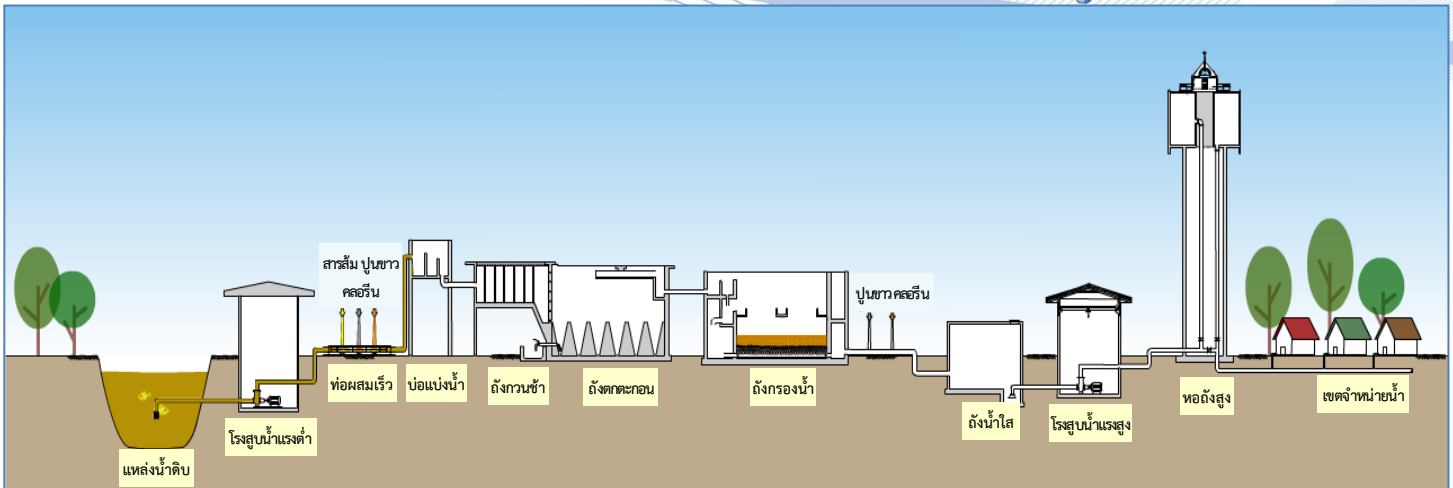 แหล่งน้ำดิบ
โรงสูบน้ำแรงต่ำ
สารส้ม ปูนขาว
คลอรีน
ท่อผสมเร็ว
บ่อแบ่งน้ำ
ถังกวนช้า
ถังตกตะกอน
ถังกรองน้ำ
ปูนขาว คลอรีน
ถังน้ำใส
โรงสูบน้ำแรงสูง
หอถังสูง
เขตจำหน่ายน้ำ